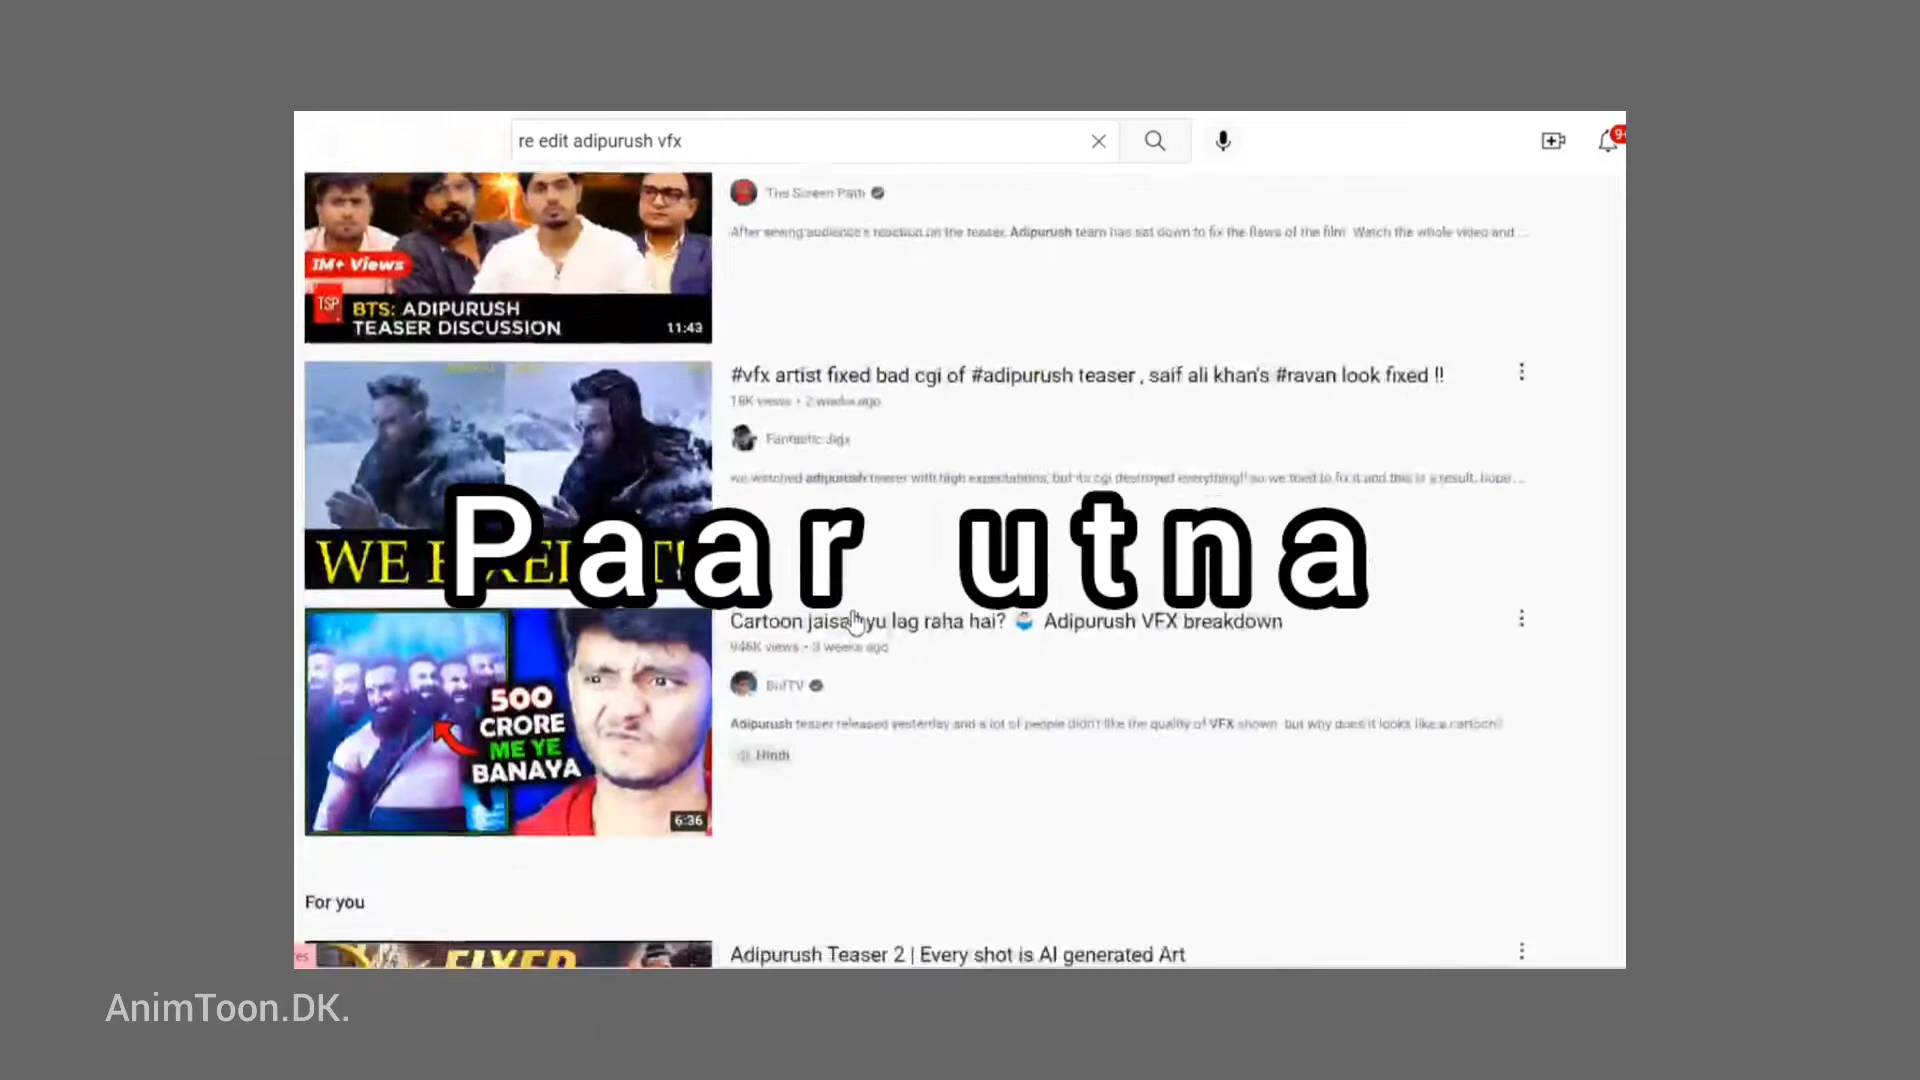 re edit adipurush vfx
9+
The Screen Patti
After seeing audience's reaction on the teaser, Adipurush team has sat down to fix the flaws of the film. Watch the whole video and ...
1M+ Views
TSP
BTS: ADIPURUSH
TEASER DISCUSSION
11:43
#vfx artist fixed bad cgi of #adipurush teaser , saif ali khan's #ravan look fixed !!
18K views • 2 weeks ago
Fantastic Jigx
we watched adipurush teaser with high expectations, but its cgi destroyed everything!! so we tried to fix it and this is a result. hope ...
WE
Paar utna
Cartoon jaisa kyu lag raha hai? Adipurush VFX breakdown
946K views • 3 weeks ago
BnfTV
Adipurush teaser released yesterday and a lot of people didn't like the quality of VFX shown but why does it looks like a cartoon?
Hindi
500
CRORE
ME YE
BANAYA
6:36
For you
FIXED
Adipurush Teaser 2 | Every shot is AI generated Art
AnimToon.DK.